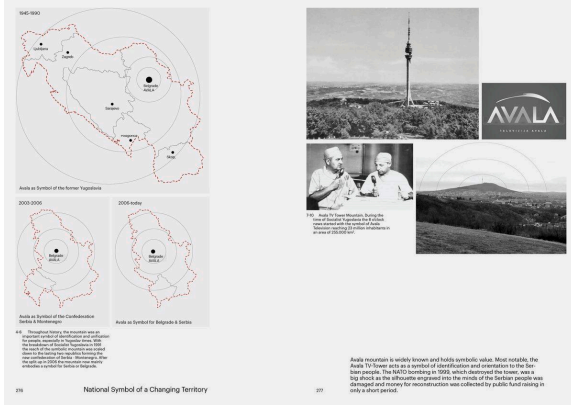 1945-1990
Ljubljana
Zagreb
Belgrade
AVALA
Sarajevo
Skopje
Avala as Symbol of the former Yugoslavia
2003-2006
Belgrade
AVALA
Avala as Symbol of the Confederation
Serbia & Montenegro
2006-today
Belgrade
AVALA
Avala as Symbol for Belgrade & Serbia
Throughout history, the mountain was an
important symbol of identification and unification
for people, especially in Yugoslav times. With
the breakdown of Socialist Yugoslavia in 1991
the reach of the symbolic mountain was scaled
down to the lasting two republics forming the
new confederation of Serbia - Montenegro. After
the split up in 2006 the mountain now mainly
embodies a symbol for Serbia or Belgrade.
276
National Symbol of a Changing Territory
AVALA
7-10 Avala TV Tower Mountain. During the
time of Socialist Yugoslavia the 8 o'clock
news started with the symbol of Avala
Television reaching 23 million inhabitants in
an area of 255.000 km²
277
Avala mountain is widely known and holds symbolic value. Most notable, the
Avala TV-Tower acts as a symbol of identification and orientation to the Ser-
bian people. The NATO bombing in 1999, which destroyed the tower, was a
big shock as the silhouette engraved into the minds of the Serbian people was
damaged and money for reconstruction was collected by public fund raising in
only a short period.